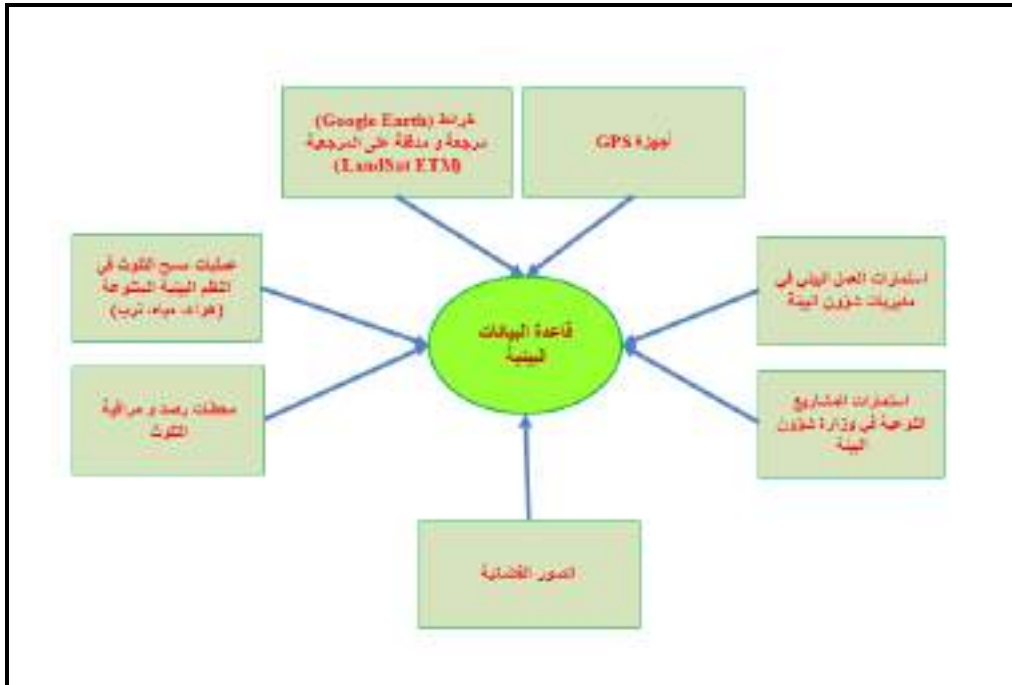 خرائط (Google Earth)
مرجعة و مدققة على المرجعية
(LandSat ETM)
أجهزة GPS
عمليات مسح التلوث في
النظم البيئية المتنوعة
(هواء، مياه، ترب)
استمارات العمل البيئي في
مديريات شؤون البيئة
قاعدة البيانات
البيئية
محطات رصد و مراقبة
التلوث
استمارات المشاريع
النوعية في وزارة شؤون
البيئة
الصور الفضائية